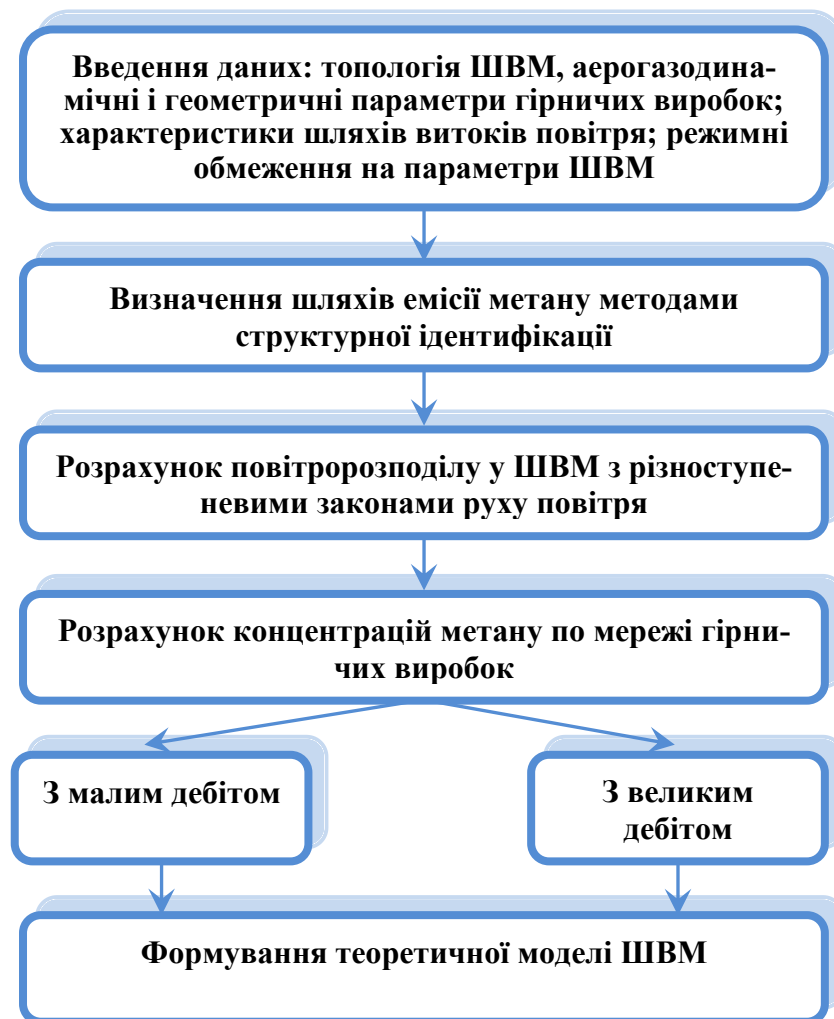 Введення даних: топологія ШВМ, аерогазодина-
мічні і геометричні параметри гірничих виробок;
характеристики шляхів витоків повітря; режимні
обмеження на параметри ШВМ
Визначення шляхів емісії метану методами
структурної ідентифікації
Розрахунок повітророзподілу у ШВМ з різноступе-
невими законами руху повітря
Розрахунок концентрацій метану по мережі гірни-
чих виробок
З малим дебітом
З великим
дебітом
Формування теоретичної моделі ШВМ